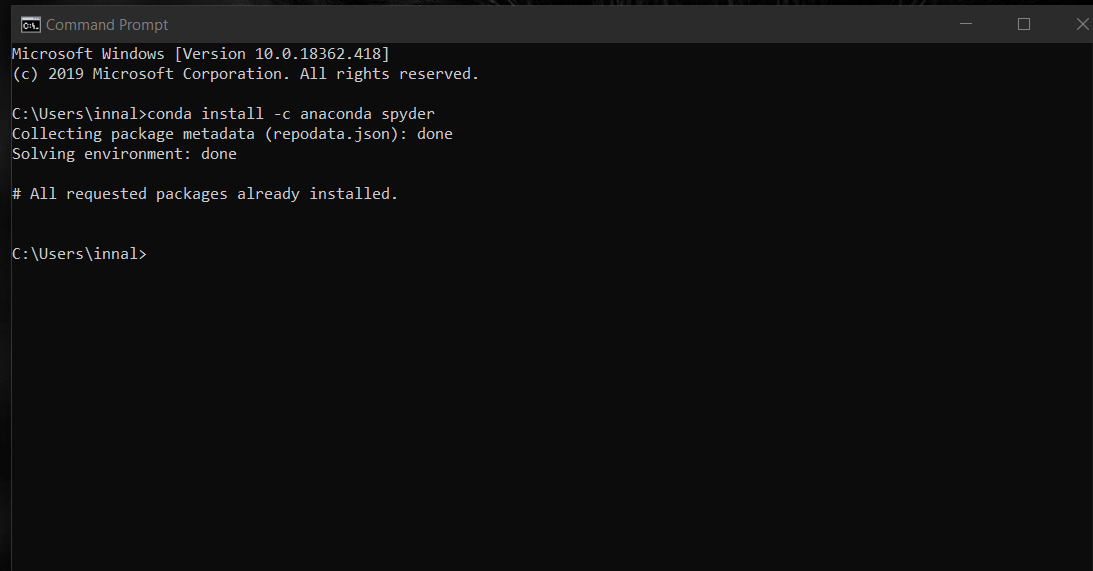 Command Prompt
Microsoft Windows [Version 10.0.18362.418]
(c) 2019 Microsoft Corporation. All rights reserved.
C:\Users\innal>conda install -c anaconda spyder
Collecting package metadata (repodata.json): done
Solving environment: done
# All requested packages already installed.
C:\Users\innal>